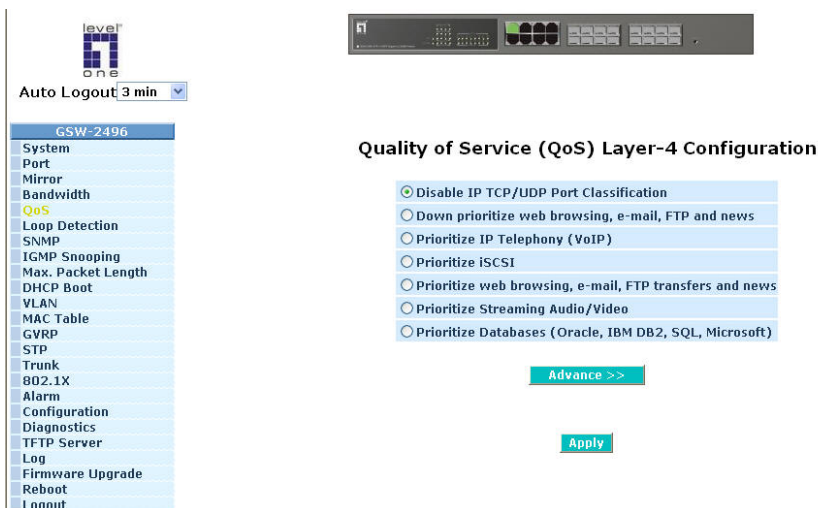 level
one
Auto Logout 3 min
GSW-2496
System
Port
Mirror
Bandwidth
QoS
Loop Detection
SNMP
IGMP Snooping
Max. Packet Length
DHCP Boot
VLAN
MAC Table
GVRP
STP
Trunk
802.1X
Alarm
Configuration
Diagnostics
TFTP Server
Log
Firmware Upgrade
Reboot
Logout
Quality of Service (QoS) Layer-4 Configuration
Disable IP TCP/UDP Port Classification
Down prioritize web browsing, e-mail, FTP and news
Prioritize IP Telephony (VoIP)
Prioritize iSCSI
Prioritize web browsing, e-mail, FTP transfers and news
Prioritize Streaming Audio/Video
Prioritize Databases (Oracle, IBM DB2, SQL, Microsoft)
Advance >>
Apply